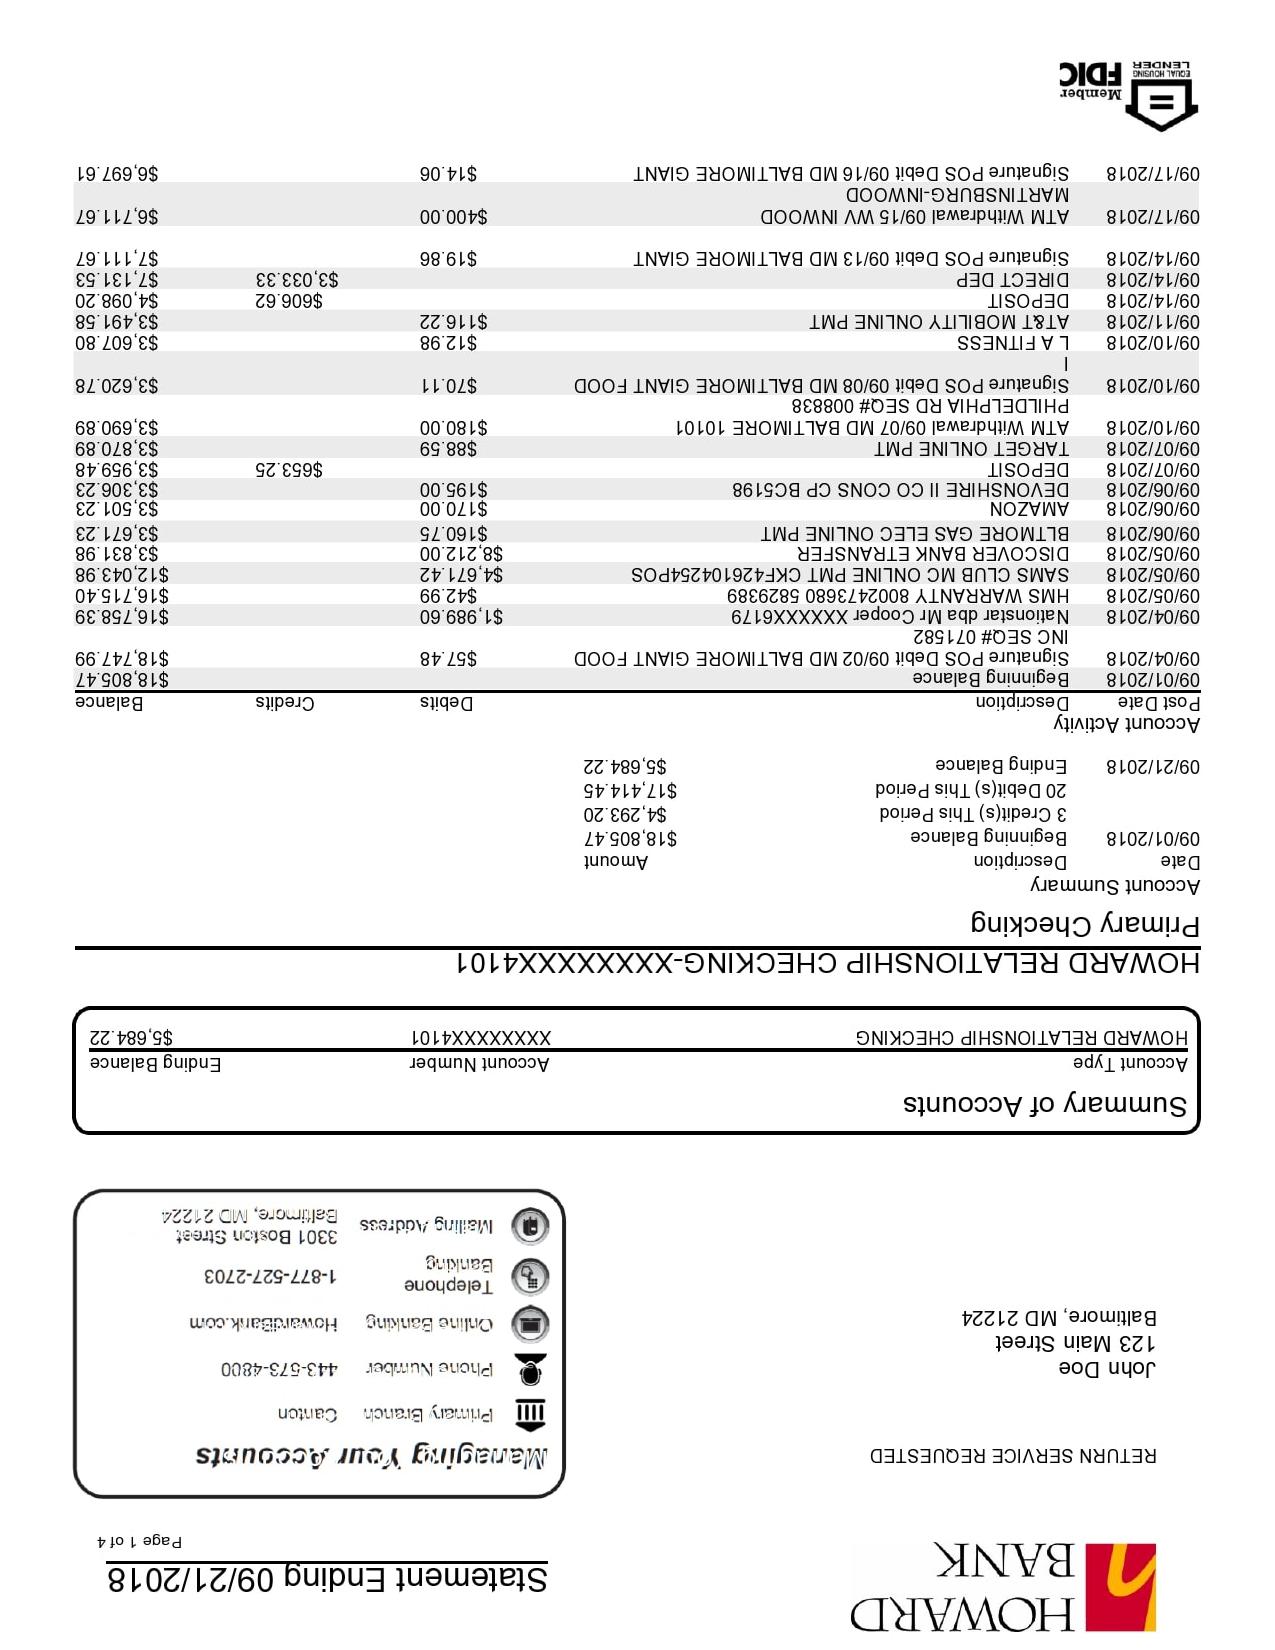 HOWARD
BANK
Statement Ending 09/21/2018
Page 1 of 4
RETURN SERVICE REQUESTED
John Doe
123 Main Street
Baltimore, MD 21224
Managing Your Accounts
Primary Branch Canton
Phone Number 443-573-4800
Online Banking HowardBank.com
Telephone
Banking 1-877-527-2703
Mailing Address 3301 Boston Street
Baltimore, MD 21224
Summary of Accounts
Account Type Account Number Ending Balance
HOWARD RELATIONSHIP CHECKING XXXXXXXX4101 $5,684.22
HOWARD RELATIONSHIP CHECKING-XXXXXXXX4101
Primary Checking
Account Summary
Date Description Amount
09/01/2018 Beginning Balance $18,805.47
3 Credit(s) This Period $4,293.20
20 Debit(s) This Period $17,414.45
09/21/2018 Ending Balance $5,684.22
Account Activity
Post Date Description Debits Credits Balance
09/01/2018 Beginning Balance $18,805.47
09/04/2018 Signature POS Debit 09/02 MD BALTIMORE GIANT FOOD $57.48 $18,747.99
INC SEQ# 071582
09/04/2018 Nationstar dba Mr Cooper XXXXXX6179 $1,989.60 $16,758.39
09/05/2018 HMS WARRANTY 8002473680 5829389 $42.99 $16,715.40
09/05/2018 SAMS CLUB MC ONLINE PMT CKF426104254POS $4,671.42 $12,043.98
09/05/2018 DISCOVER BANK ETRANSFER $8,212.00 $3,831.98
09/06/2018 BLTMORE GAS ELEC ONLINE PMT $160.75 $3,671.23
09/06/2018 AMAZON $170.00 $3,501.23
09/06/2018 DEVONSHIRE II CO CONS CP BC5198 $195.00 $3,306.23
09/07/2018 DEPOSIT $653.25 $3,959.48
09/07/2018 TARGET ONLINE PMT $88.59 $3,870.89
09/10/2018 ATM Withdrawal 09/07 MD BALTIMORE 10101 $180.00 $3,690.89
PHILDELPHIA RD SEQ# 008838
09/10/2018 Signature POS Debit 09/08 MD BALTIMORE GIANT FOOD $70.11 $3,620.78
I
09/10/2018 L A FITNESS $12.98 $3,607.80
09/11/2018 AT&T MOBILITY ONLINE PMT $116.22 $3,491.58
09/14/2018 DEPOSIT $606.62 $4,098.20
09/14/2018 DIRECT DEP $3,033.33 $7,131.53
09/14/2018 Signature POS Debit 09/13 MD BALTIMORE GIANT $19.86 $7,111.67
09/17/2018 ATM Withdrawal 09/15 WV INWOOD $400.00 $6,711.67
MARTINSBURG-INWOOD
09/17/2018 Signature POS Debit 09/16 MD BALTIMORE GIANT $14.06 $6,697.61
EQUAL HOUSING
LENDER
Member
FDIC